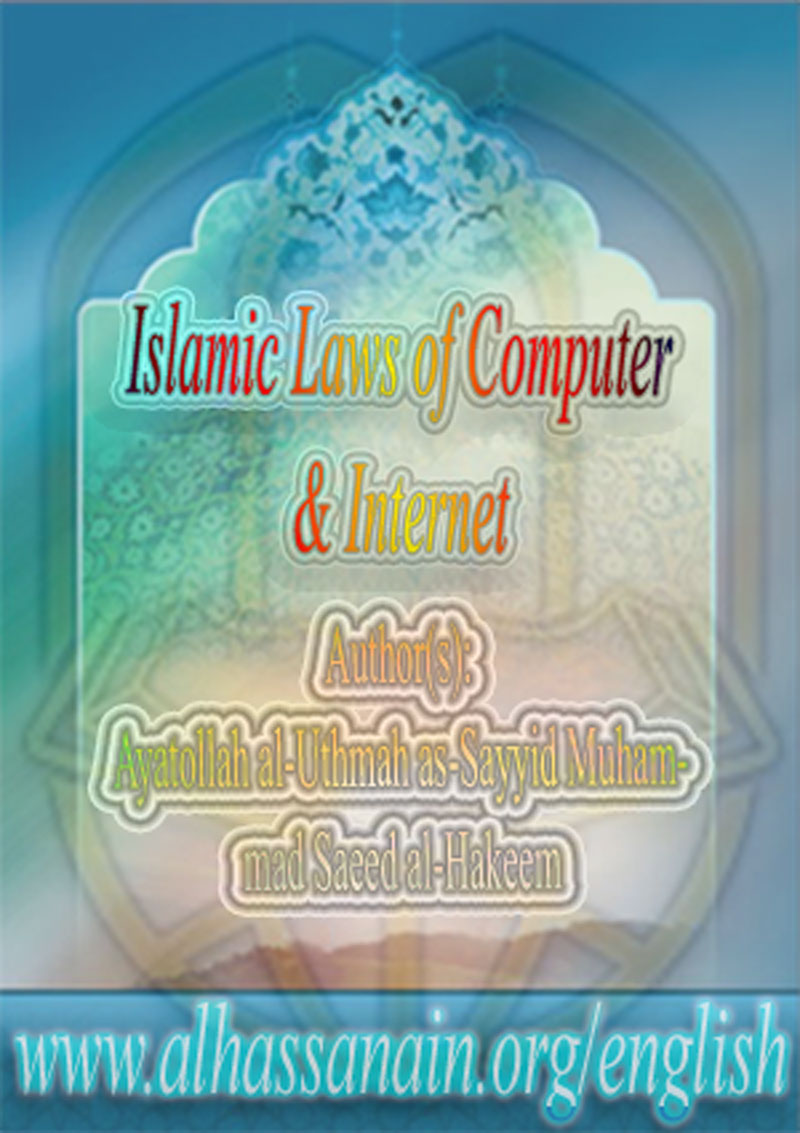 Islamic Laws of Computer
& Internet
Author(s):
Ayatollah al-Uthmah as-Sayyid Muham-
mad Saeed al-Hakeem
www.alhassanain.org/english